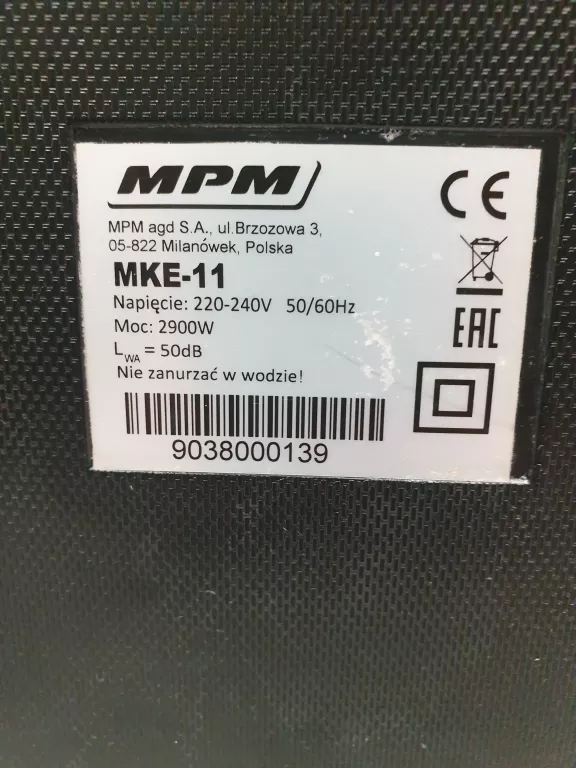 MPM
MPM agd S.A., ul.Brzozowa 3,
05-822 Milanówek, Polska
MKE-11
Napięcie: 220-240V 50/60Hz
Moc: 2900W
LWA = 50dB
Nie zanurzać w wodzie!
9038000139
CE
EAC